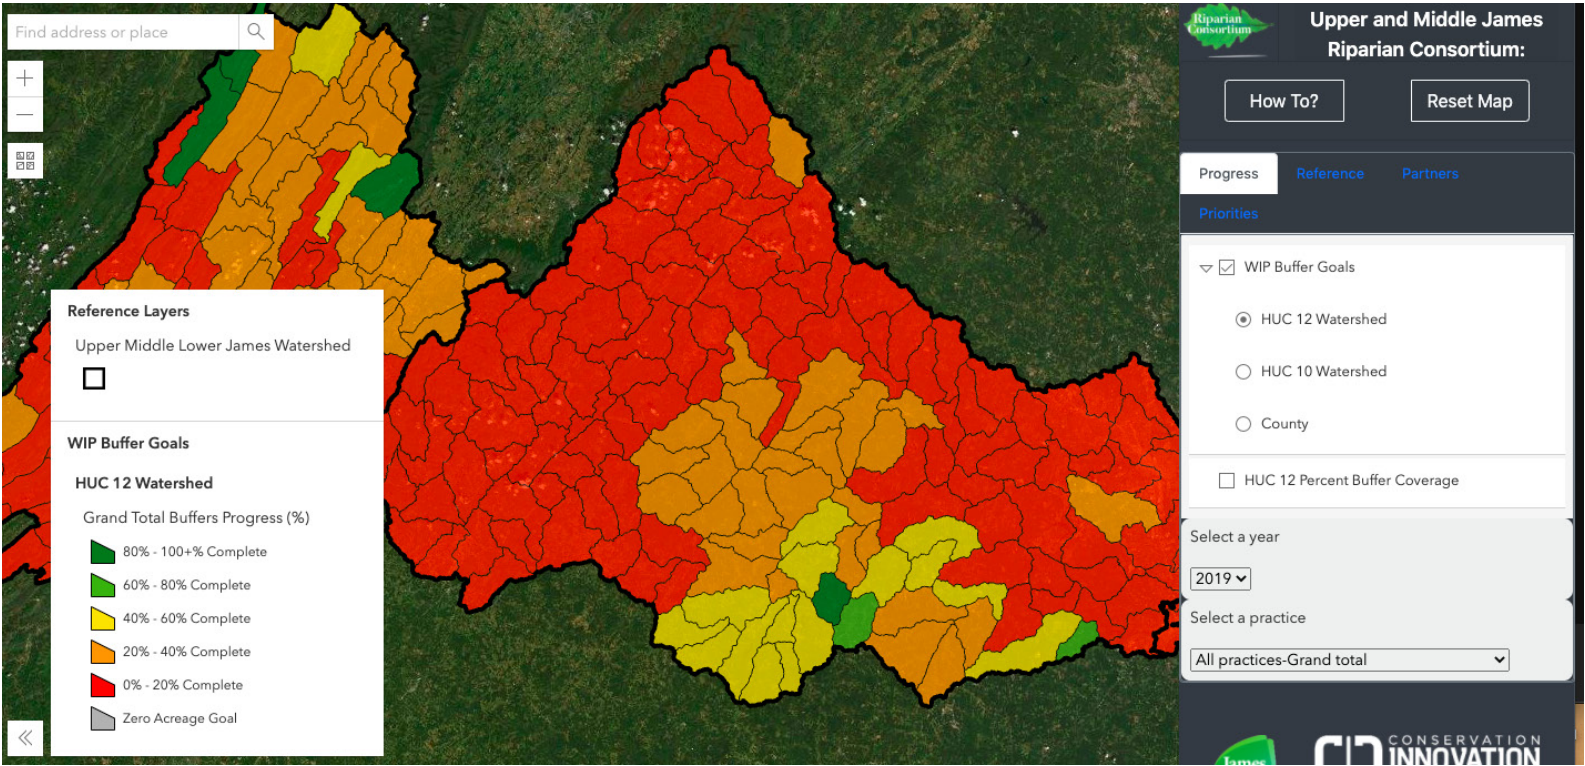 Find address or place
Reference Layers
Upper Middle Lower James Watershed
WIP Buffer Goals
HUC 12 Watershed
Grand Total Buffers Progress (%)
80% - 100+% Complete
60% - 80% Complete
40% - 60% Complete
20% - 40% Complete
0% - 20% Complete
Zero Acreage Goal
Riparian
Consortium
Upper and Middle James
Riparian Consortium:
How To?
Reset Map
Progress
Reference
Partners
Priorities
WIP Buffer Goals
HUC 12 Watershed
HUC 10 Watershed
County
HUC 12 Percent Buffer Coverage
Select a year
2019
Select a practice
All practices-Grand total
James
CONSERVATION
INNOVATION